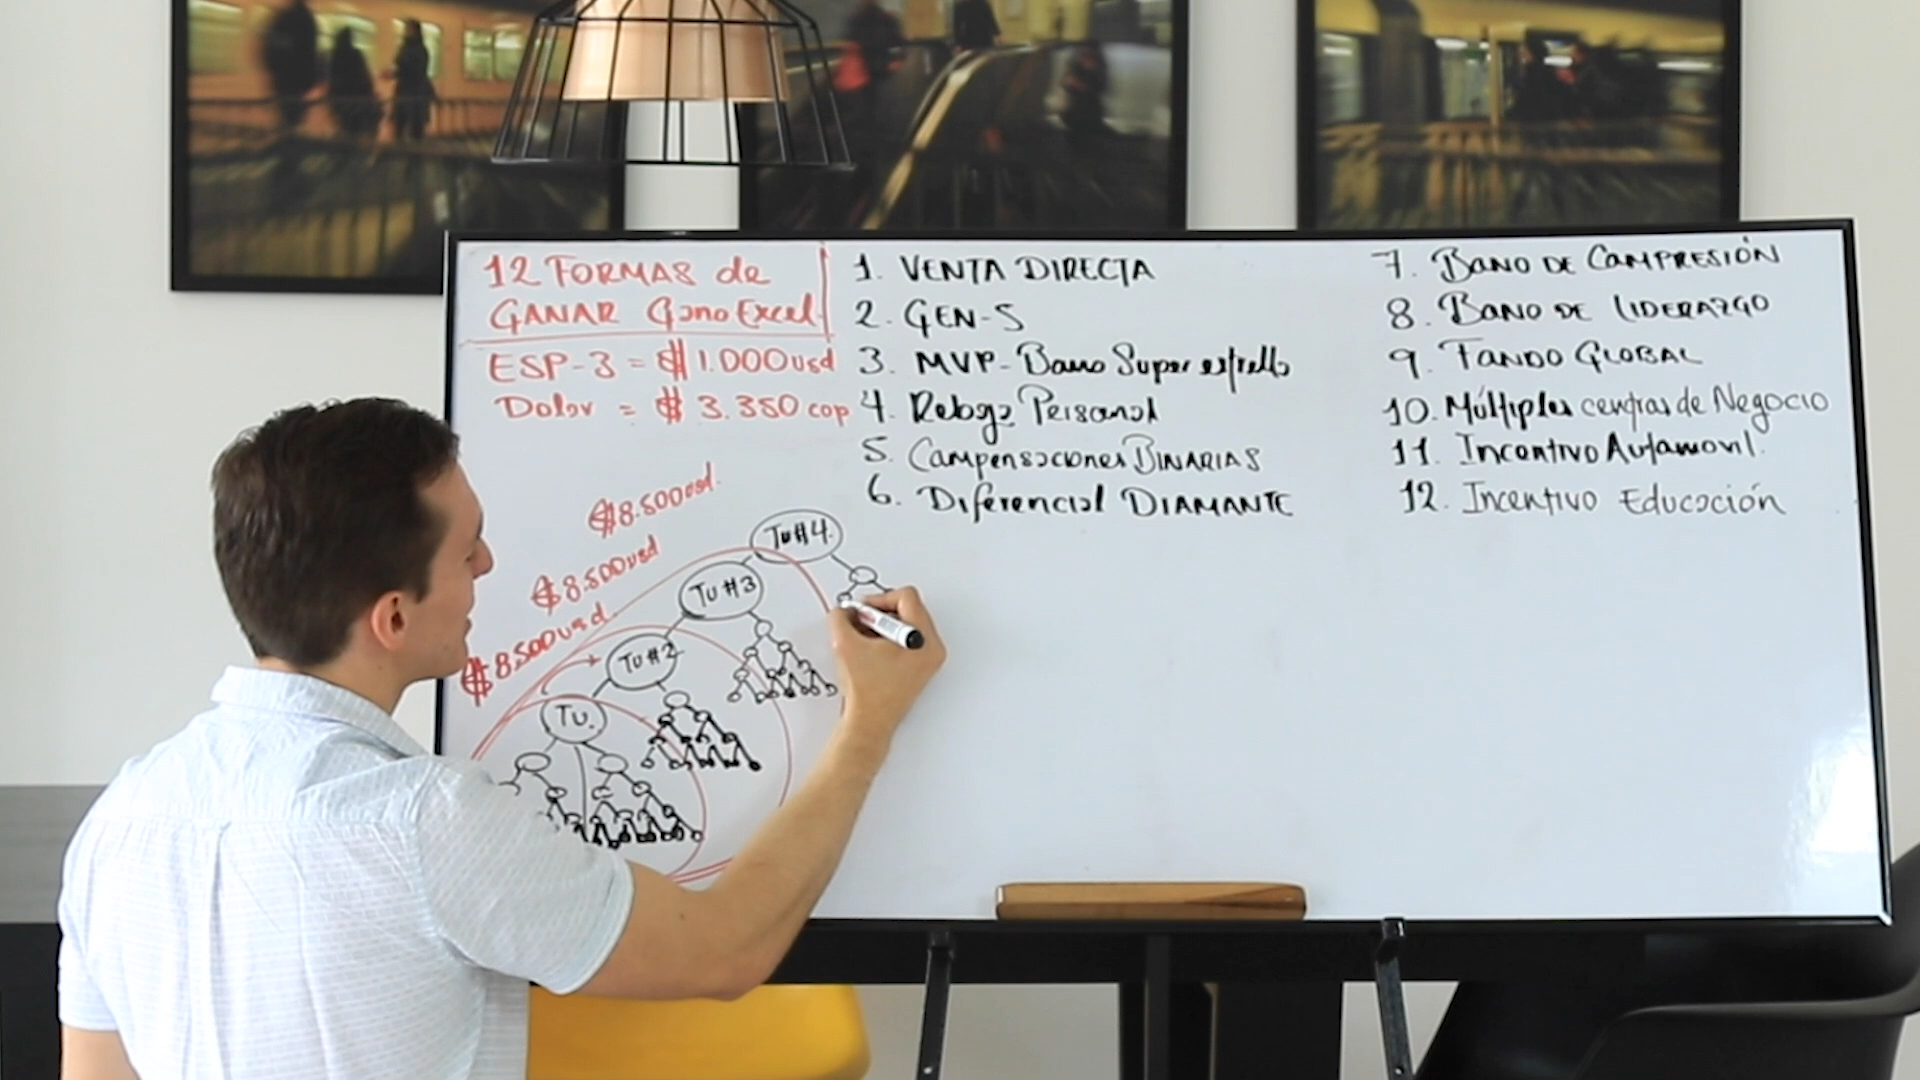 12 FORMAS de
GANAR GanoExcel
ESP-3 = $ 1.000 usd
Dolar = $ 3.350 cop
1. VENTA DIRECTA
2. GEN-5
3. MVP-Bono Super estrella
4. Rebaja Personal
5. Compensaciones BINARIAS
6. Diferencial DIAMANTE
7. BONO DE COMPRESIÓN
8. BONO DE LIDERAZGO
9. FONDO GLOBAL
10. Múltiples centros de Negocio
11. Incentivo Automovil.
12. Incentivo Educación
$8.500usd.
$8.500usd
$8.500usd.
TU#4.
TU#3
TU#2
TU.